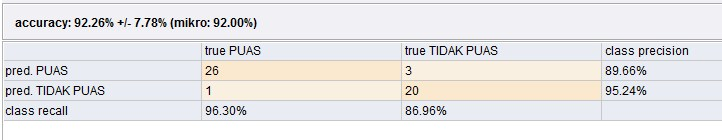 accuracy: 92.26% +/- 7.78% (mikro: 92.00%)
true PUAS true TIDAK PUAS class precision
pred. PUAS 26 3 89.66%
pred. TIDAK PUAS 1 20 95.24%
class recall 96.30% 86.96%